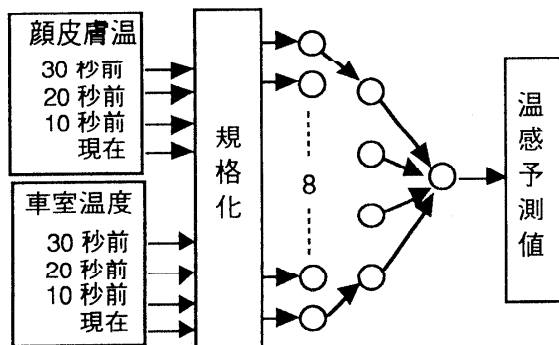 顔皮膚温
30 秒前
20 秒前
10 秒前
現在
車室温度
30 秒前
20 秒前
10 秒前
現在
規格化
8
温感予測値